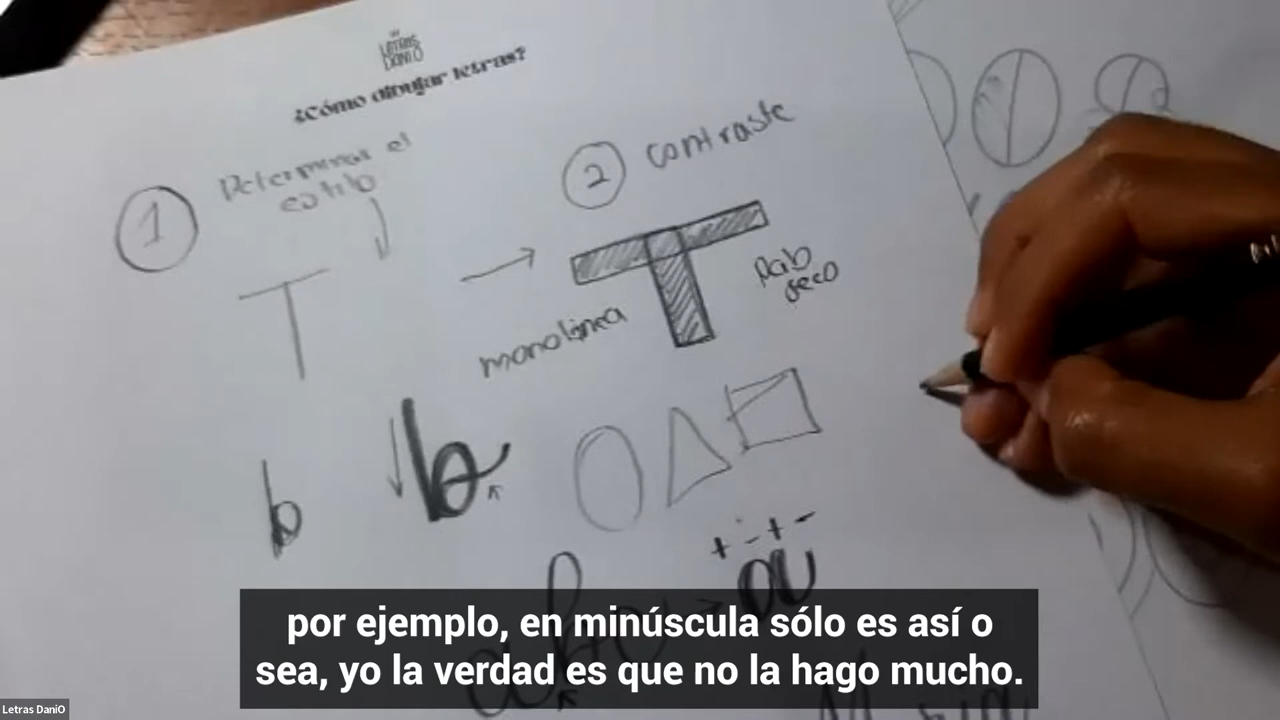 LETRAS
DANIO
¿Cómo dibujar letras?
1
Determinar el
estilo
2 contraste
T
T
monolínea
palo
seco
b
b
+ - + -
a
por ejemplo, en minúscula sólo es así o
sea, yo la verdad es que no la hago mucho.
Letras DaniO